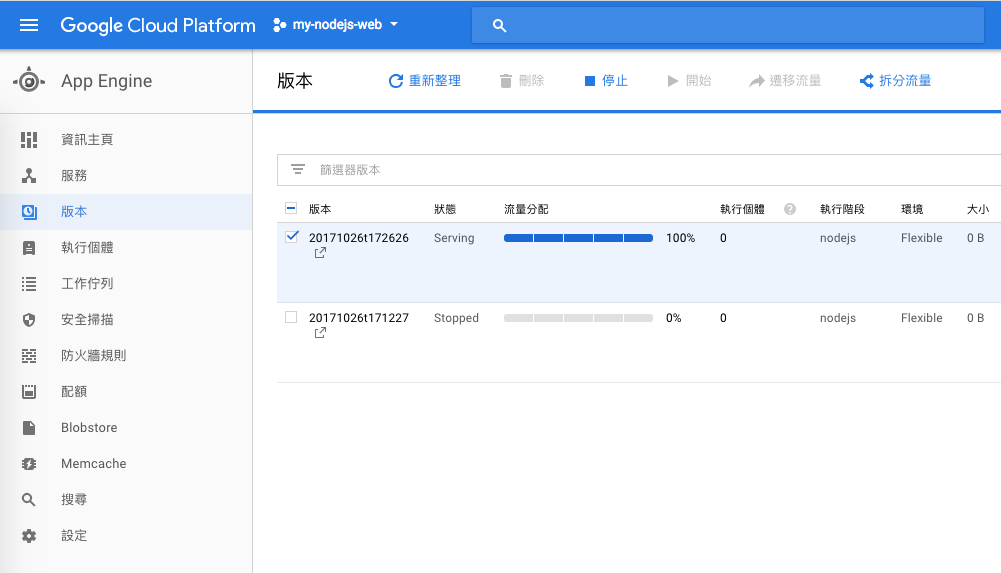 Google Cloud Platform my-nodejs-web
App Engine
版本 重新整理 刪除 停止 開始 遷移流量 拆分流量
資訊主頁
服務
版本
執行個體
工作佇列
安全掃描
防火牆規則
配額
Blobstore
Memcache
搜尋
設定
篩選器版本
版本 狀態 流量分配 執行個體 ? 執行階段 環境 大小
20171026t172626 Serving 100% 0 nodejs Flexible 0 B
20171026t171227 Stopped 0% 0 nodejs Flexible 0 B